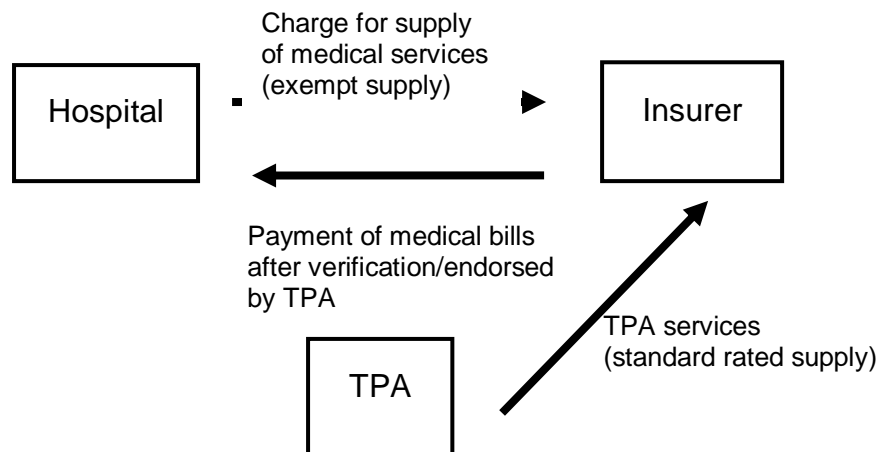 Charge for supply
of medical services
(exempt supply)
Hospital
Insurer
Payment of medical bills
after verification/endorsed
by TPA
TPA services
(standard rated supply)
TPA